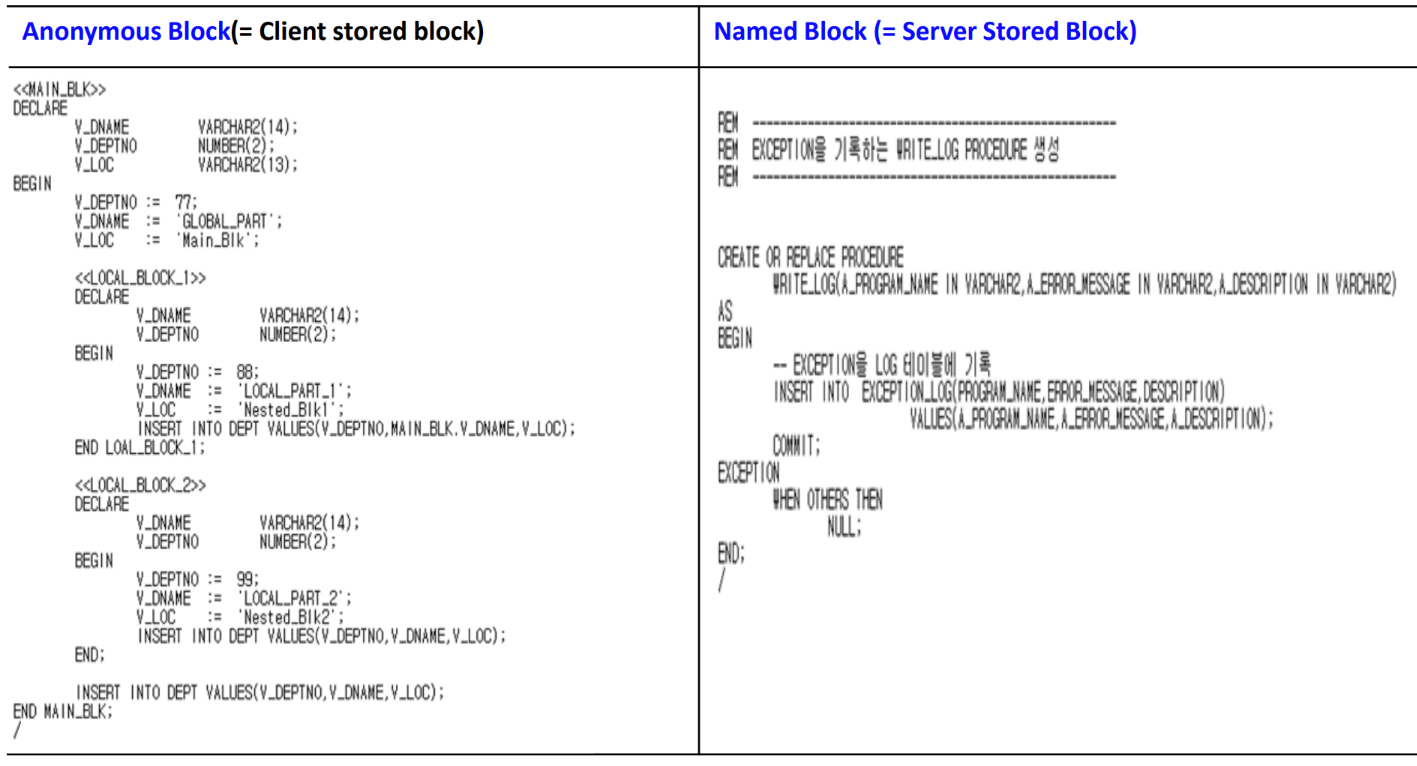 Anonymous Block(= Client stored block)
<<MAIN_BLK>>
DECLARE
V_DNAME VARCHAR2(14);
V_DEPTNO NUMBER(2);
V_LOC VARCHAR2(13);
BEGIN
V_DEPTNO := 77;
V_DNAME := 'GLOBAL_PART';
V_LOC := 'Main_Blk';
<<LOCAL_BLOCK_1>>
DECLARE
V_DNAME VARCHAR2(14);
V_DEPTNO NUMBER(2);
BEGIN
V_DEPTNO := 88;
V_DNAME := 'LOCAL_PART_1';
V_LOC := 'Nested_Blk1';
INSERT INTO DEPT VALUES(V_DEPTNO,MAIN_BLK.V_DNAME,V_LOC);
END LOAL_BLOCK_1;
<<LOCAL_BLOCK_2>>
DECLARE
V_DNAME VARCHAR2(14);
V_DEPTNO NUMBER(2);
BEGIN
V_DEPTNO := 99;
V_DNAME := 'LOCAL_PART_2';
V_LOC := 'Nested_Blk2';
INSERT INTO DEPT VALUES(V_DEPTNO,V_DNAME,V_LOC);
END;
INSERT INTO DEPT VALUES(V_DEPTNO,V_DNAME,V_LOC);
END MAIN_BLK;
/
Named Block (= Server Stored Block)
REM ----------------------------------------------------
REM EXCEPTION을 기록하는 WRITE_LOG PROCEDURE 생성
REM ----------------------------------------------------
CREATE OR REPLACE PROCEDURE
WRITE_LOG(A_PROGRAM_NAME IN VARCHAR2,A_ERROR_MESSAGE IN VARCHAR2,A_DESCRIPTION IN VARCHAR2)
AS
BEGIN
-- EXCEPTION을 LOG 테이블에 기록
INSERT INTO EXCEPTION_LOG(PROGRAM_NAME,ERROR_MESSAGE,DESCRIPTION)
VALUES(A_PROGRAM_NAME,A_ERROR_MESSAGE,A_DESCRIPTION);
COMMIT;
EXCEPTION
WHEN OTHERS THEN
NULL;
END;
/